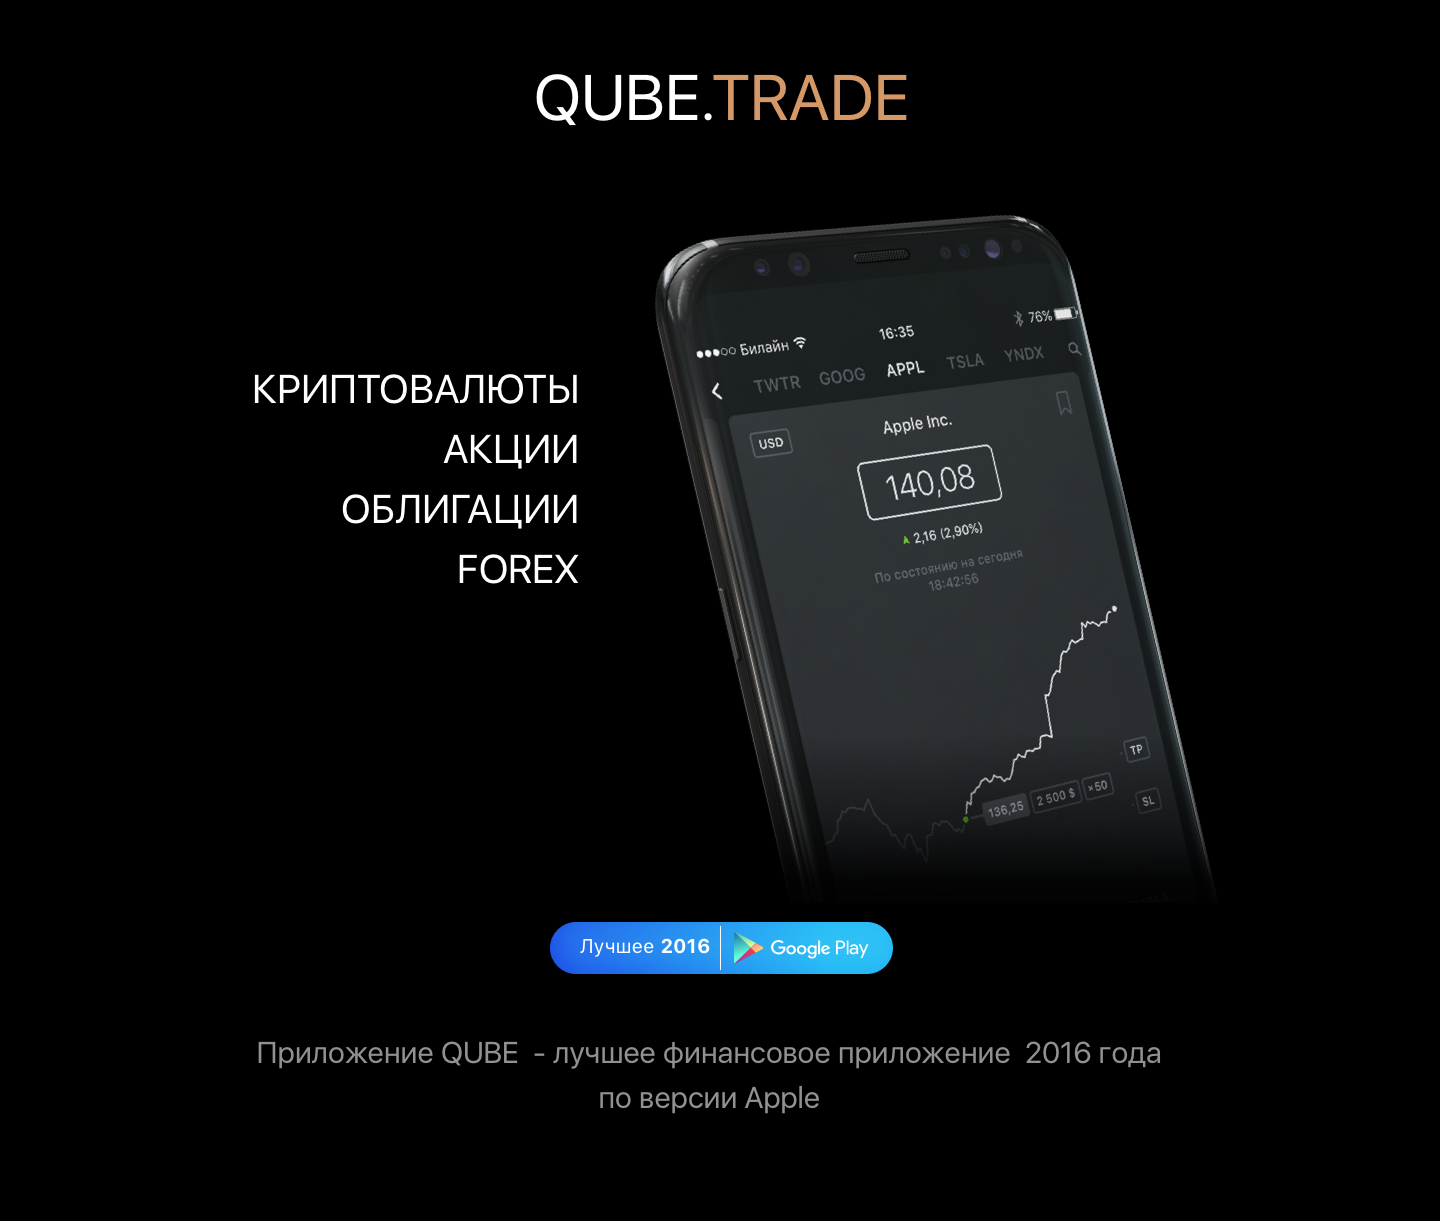 QUBE.TRADE
КРИПТОВАЛЮТЫ
АКЦИИ
ОБЛИГАЦИИ
FOREX
Билайн 16:35 76%
TWTR GOOG APPL TSLA YNDX
USD Apple Inc.
140,08
2,16 (2,90%)
По состоянию на сегодня
18:42:56
TP
136,25 2 500 $ ×50
SL
Лучшее 2016 Google Play
Приложение QUBE - лучшее финансовое приложение 2016 года
по версии Apple